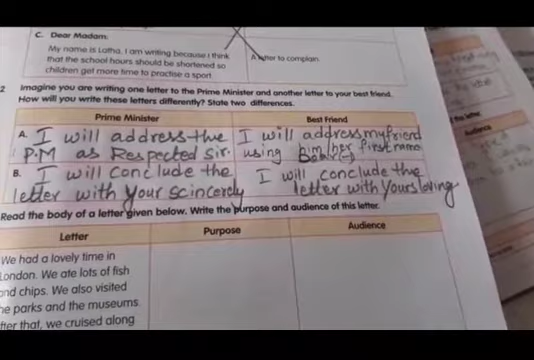 C. Dear Madam:
My name is Latha, I am writing because I think
that the school hours should be shortened so
children get more time to practise a sport
A letter to complain
2 Imagine you are writing one letter to the Prime Minister and another letter to your best friend.
How will you write these letters differently? State two differences.
Prime Minister
Best Friend
A. I will address the
P.M as Respected Sir.
I will address my friend
using him/her first name
B. I will conclude the
letter with Your scincerly
I will conclude the
letter with Yours loving
Read the body of a letter given below. Write the purpose and audience of this letter.
Letter
Purpose
Audience
We had a lovely time in
London. We ate lots of fish
and chips. We also visited
he parks and the museums
fter that, we cruised along
the letter
Audience